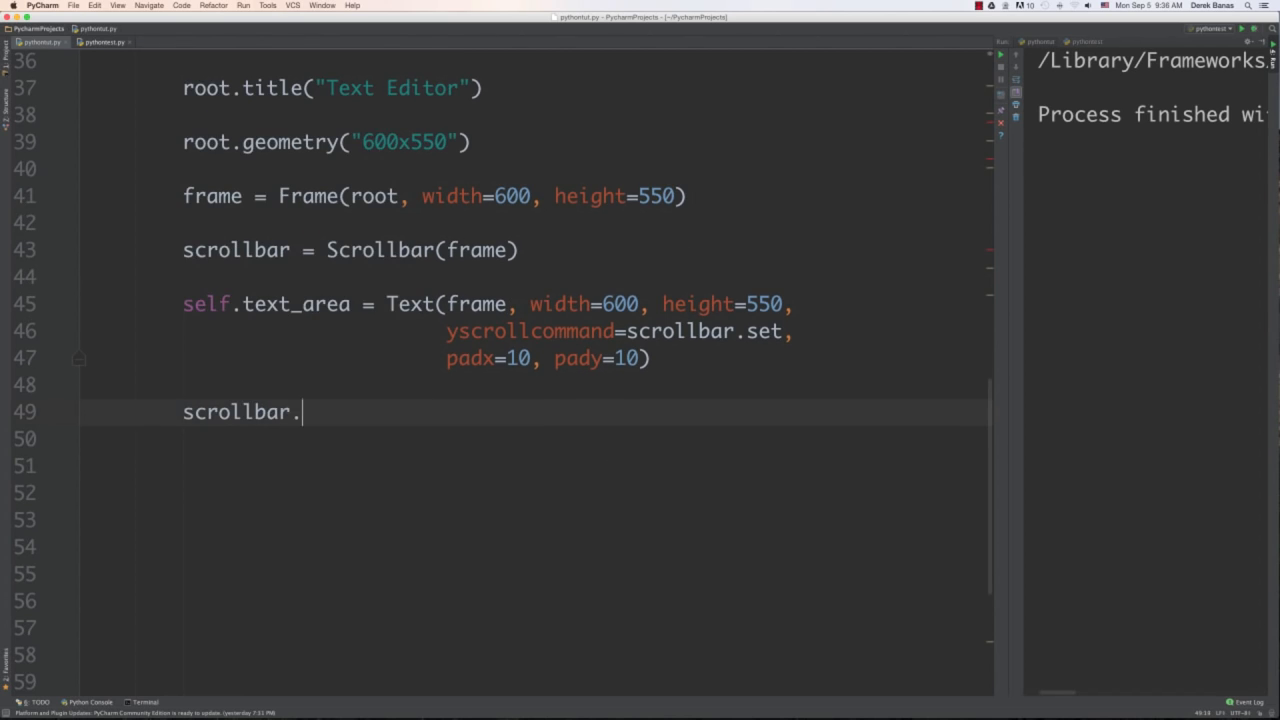 PyCharm File Edit View Navigate Code Refactor Run Tools VCS Window Help
10 Mon Sep 5 9:36 AM Derek Banas
pythontut.py - PycharmProjects - [~/PycharmProjects]
PycharmProjects pythontut.py
pythontest
pythontut.py pythontest.py
Run: pythontut pythontest
1: Project
7: Structure
2: Favorites
4: Run
36
37 root.title("Text Editor")
38
39 root.geometry("600x550")
40
41 frame = Frame(root, width=600, height=550)
42
43 scrollbar = Scrollbar(frame)
44
45 self.text_area = Text(frame, width=600, height=550,
46 yscrollcommand=scrollbar.set,
47 padx=10, pady=10)
48
49 scrollbar.
50
51
52
53
54
55
56
57
58
59
/Library/Frameworks
Process finished wi
6: TODO Python Console Terminal
Event Log
Platform and Plugin Updates: PyCharm Community Edition is ready to update. (yesterday 7:51 PM)
49:19 LF÷ UTF-8÷